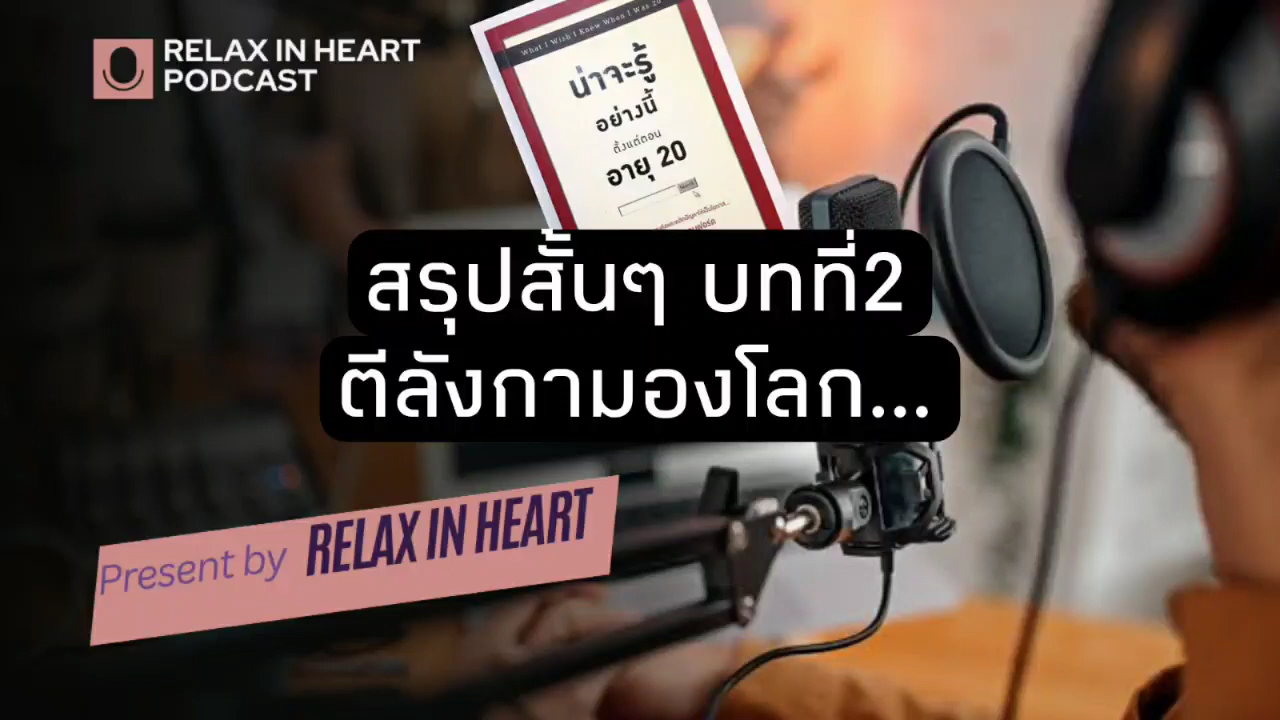 RELAX IN HEART
PODCAST
What I Wish I Knew When I Was 20
น่าจะรู้
อย่างนี้
ตั้งแต่ตอน
อายุ 20
สรุปสั้นๆ บทที่2
ตีลังกามองโลก...
Present by RELAX IN HEART